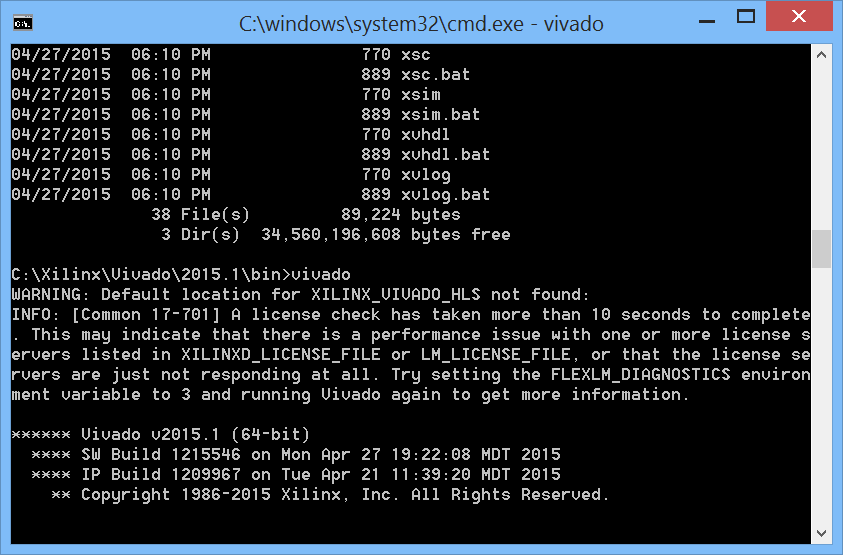 C:\windows\system32\cmd.exe - vivado
04/27/2015  06:10 PM               770 xsc
04/27/2015  06:10 PM               889 xsc.bat
04/27/2015  06:10 PM               770 xsim
04/27/2015  06:10 PM               889 xsim.bat
04/27/2015  06:10 PM               770 xvhdl
04/27/2015  06:10 PM               889 xvhdl.bat
04/27/2015  06:10 PM               770 xvlog
04/27/2015  06:10 PM               889 xvlog.bat
              38 File(s)         89,224 bytes
               3 Dir(s)  34,560,196,608 bytes free
C:\Xilinx\Vivado\2015.1\bin>vivado
WARNING: Default location for XILINX_VIVADO_HLS not found:
INFO: [Common 17-701] A license check has taken more than 10 seconds to complete
. This may indicate that there is a performance issue with one or more license s
ervers listed in XILINXD_LICENSE_FILE or LM_LICENSE_FILE, or that the license se
rvers are just not responding at all. Try setting the FLEXLM_DIAGNOSTICS environ
ment variable to 3 and running Vivado again to get more information.
****** Vivado v2015.1 (64-bit)
  **** SW Build 1215546 on Mon Apr 27 19:22:08 MDT 2015
  **** IP Build 1209967 on Tue Apr 21 11:39:20 MDT 2015
    ** Copyright 1986-2015 Xilinx, Inc. All Rights Reserved.